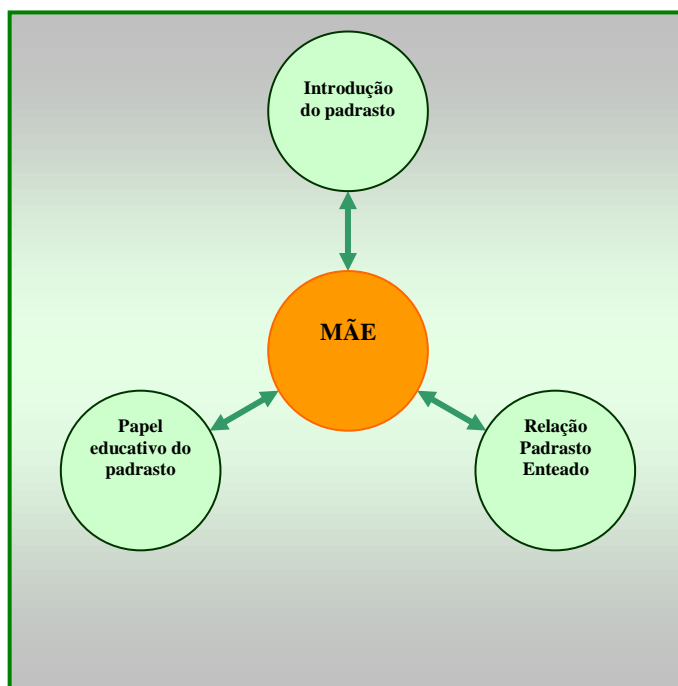 Introdução
do padrasto
MÃE
Papel
educativo do
padrasto
Relação
Padrasto
Enteado